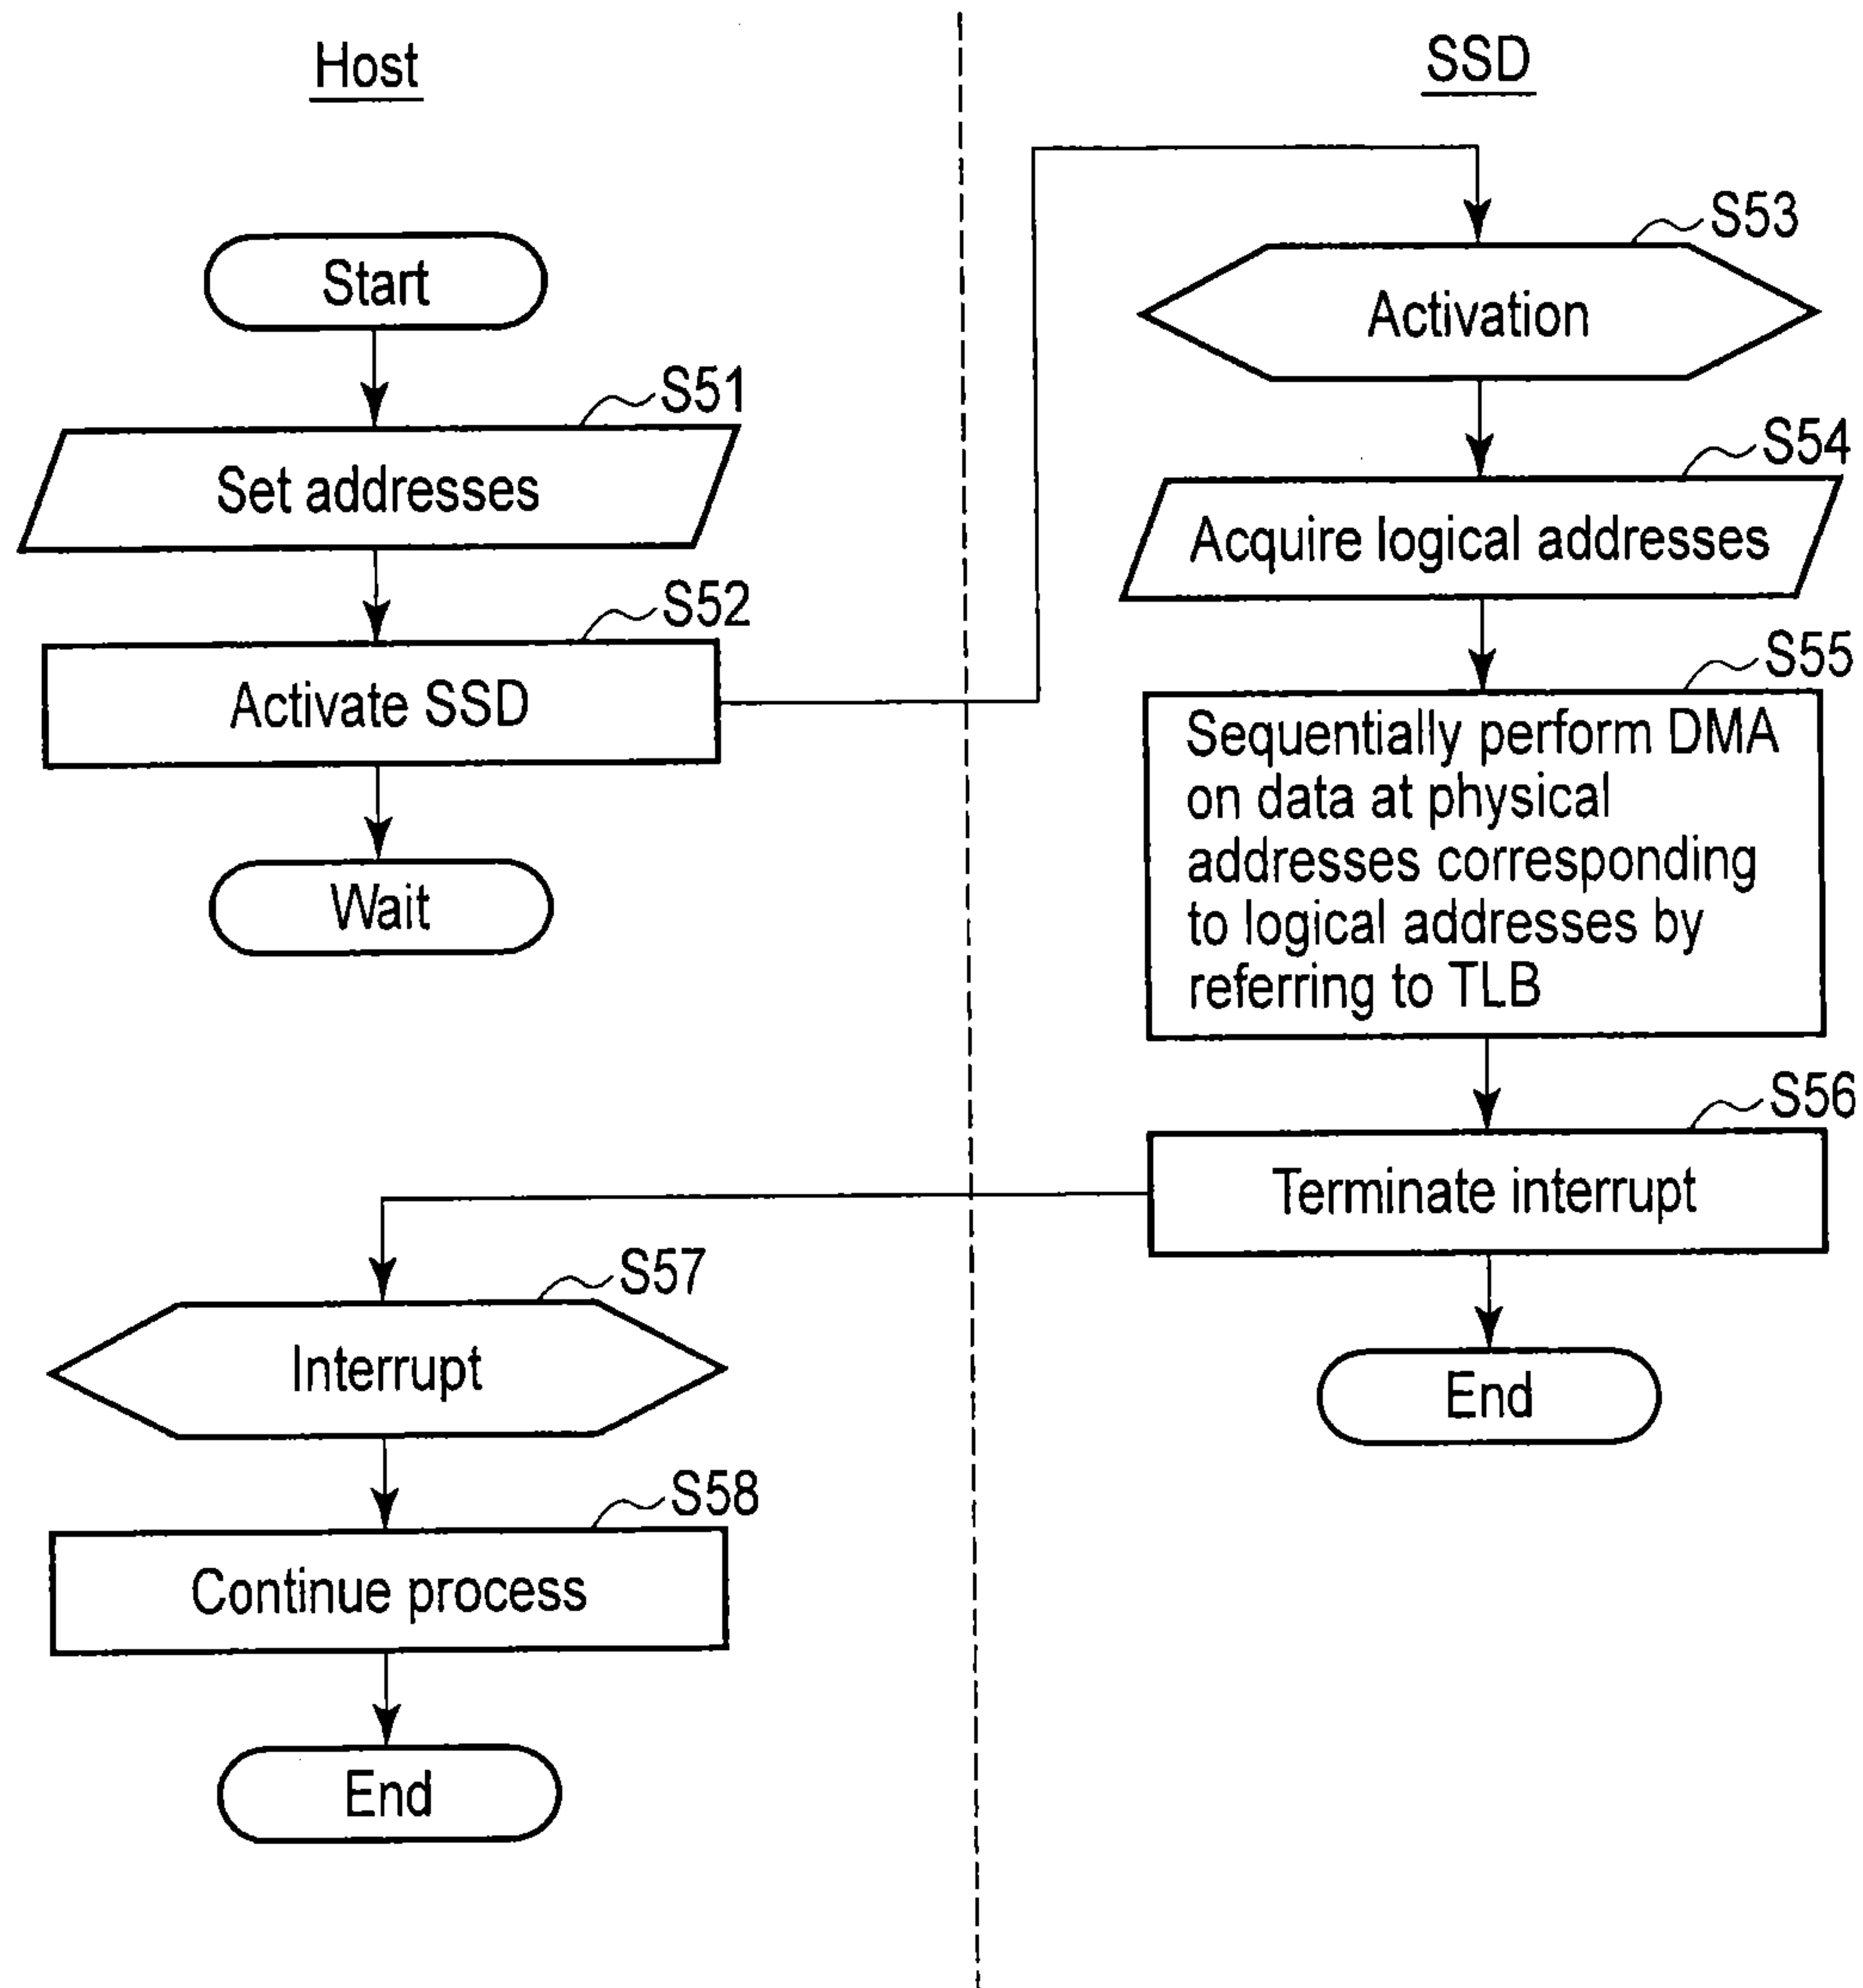 Host
Start
S51
Set addresses
S52
Activate SSD
Wait
SSD
S53
Activation
S54
Acquire logical addresses
S55
Sequentially perform DMA
on data at physical
addresses corresponding
to logical addresses by
referring to TLB
S56
Terminate interrupt
End
S57
Interrupt
S58
Continue process
End